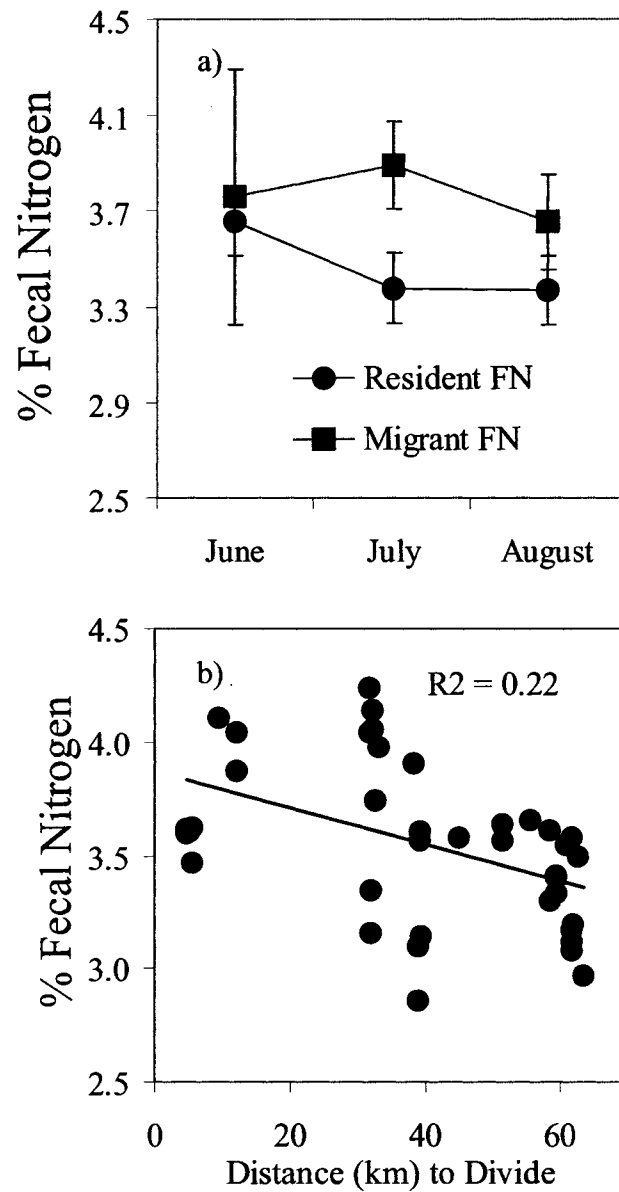 4.5
a)
4.1
3.7
3.3
2.9
2.5
% Fecal Nitrogen
Resident FN
Migrant FN
June July August
4.5
b)
R2 = 0.22
4.0
3.5
3.0
2.5
% Fecal Nitrogen
0 20 40 60
Distance (km) to Divide